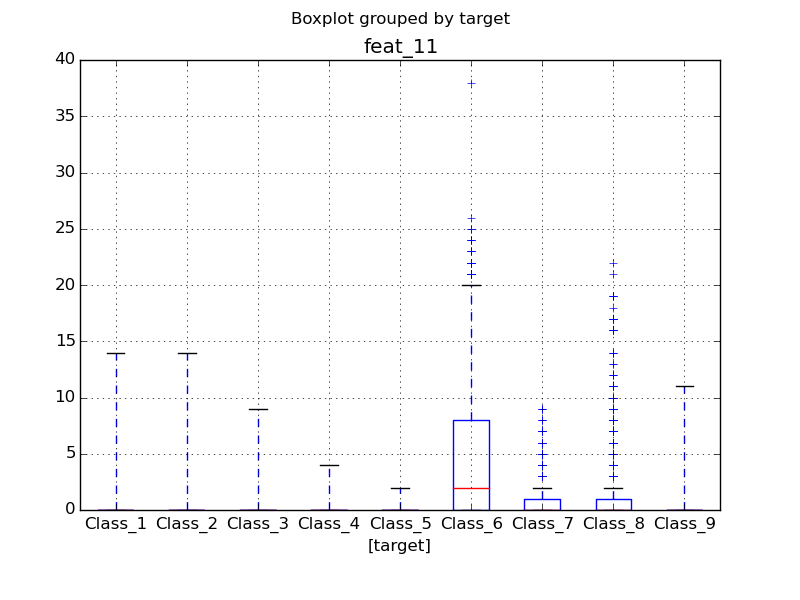 Boxplot grouped by target
feat_11
40
35
30
25
20
15
10
5
0
Class_1 Class_2 Class_3 Class_4 Class_5 Class_6 Class_7 Class_8 Class_9
[target]